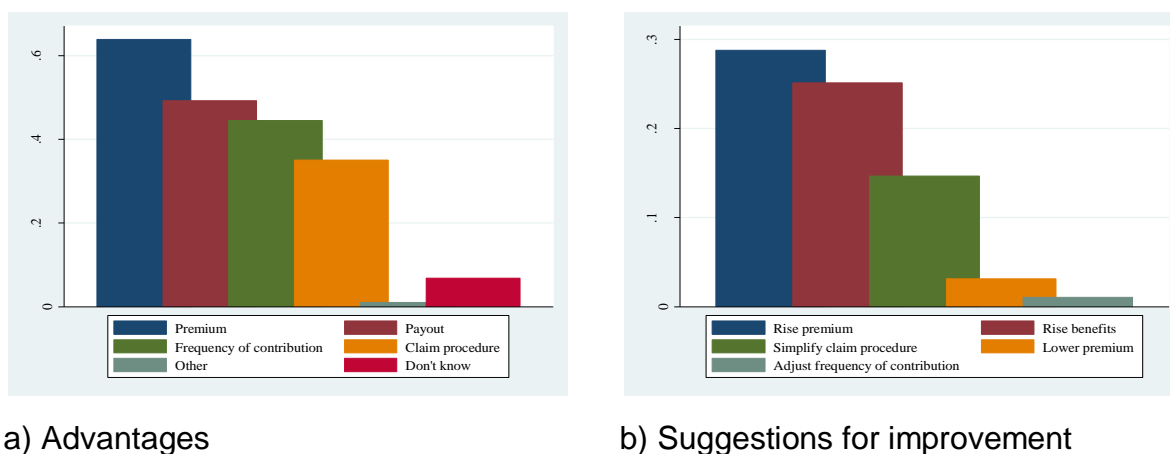 .6
.4
.2
0
Premium
Payout
Frequency of contribution
Claim procedure
Other
Don't know
a) Advantages
.3
.2
.1
0
Rise premium
Rise benefits
Simplify claim procedure
Lower premium
Adjust frequency of contribution
b) Suggestions for improvement